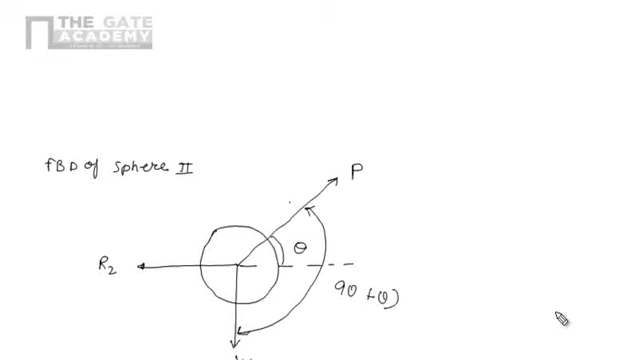 THE GATE
ACADEMY
FBD of sphere II
P
θ
R2
90+θ)